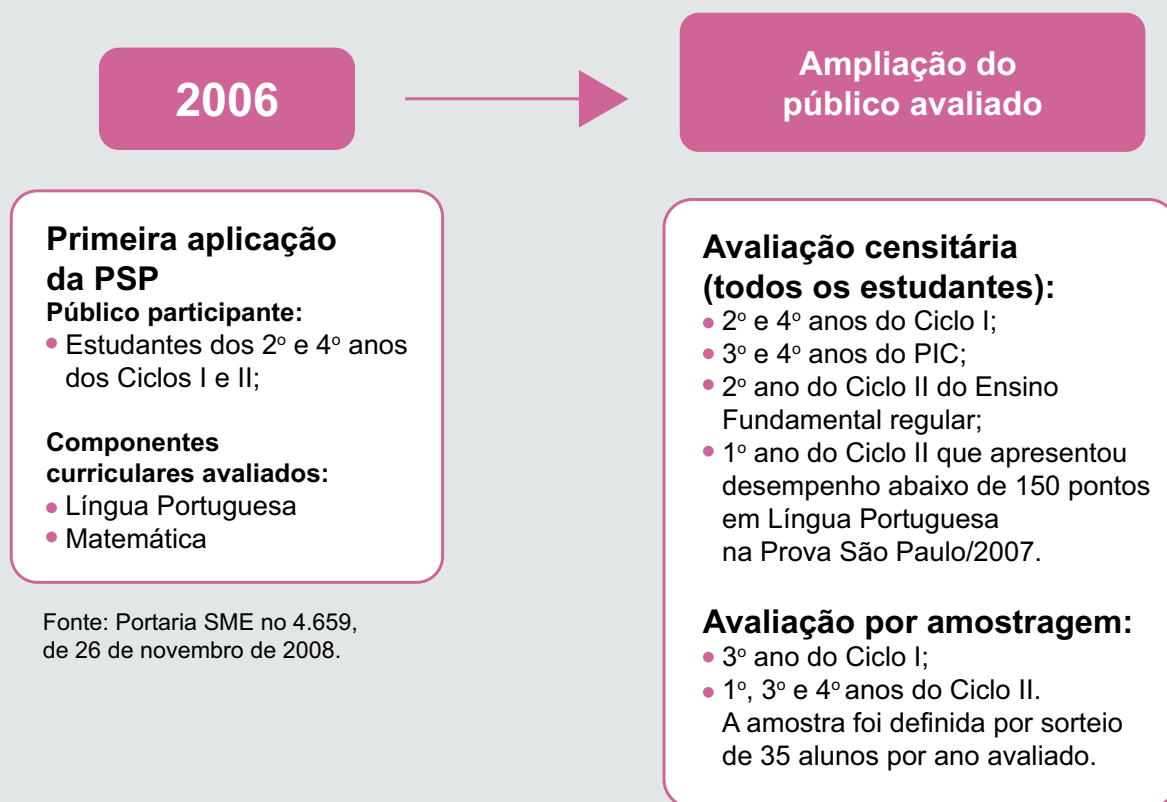 2006
Primeira aplicação
da PSP
Público participante:
• Estudantes dos 2º e 4º anos
dos Ciclos I e II;
Componentes
curriculares avaliados:
• Língua Portuguesa
• Matemática
Fonte: Portaria SME no 4.659,
de 26 de novembro de 2008.
Ampliação do
público avaliado
Avaliação censitária
(todos os estudantes):
• 2º e 4º anos do Ciclo I;
• 3º e 4º anos do PIC;
• 2º ano do Ciclo II do Ensino
Fundamental regular;
• 1º ano do Ciclo II que apresentou
desempenho abaixo de 150 pontos
em Língua Portuguesa
na Prova São Paulo/2007.
Avaliação por amostragem:
• 3º ano do Ciclo I;
• 1º, 3º e 4º anos do Ciclo II.
A amostra foi definida por sorteio
de 35 alunos por ano avaliado.